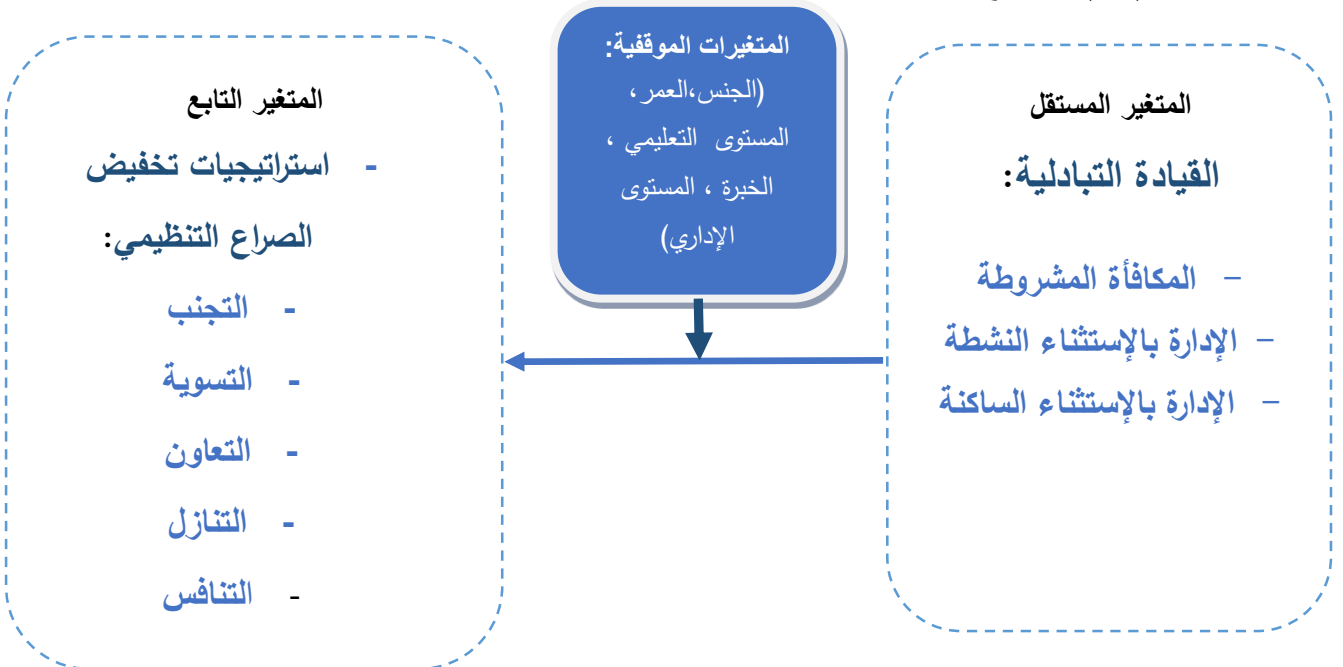 المتغير المستقل
القيادة التبادلية:
– المكافأة المشروطة
– الإدارة بالإستثناء النشطة
– الإدارة بالإستثناء الساكنة
المتغيرات الموقفية:
(الجنس،العمر ،
المستوى التعليمي ،
الخبرة ، المستوى
الإداري)
المتغير التابع
- استراتيجيات تخفيض
الصراع التنظيمي:
- التجنب
- التسوية
- التعاون
- التنازل
- التنافس